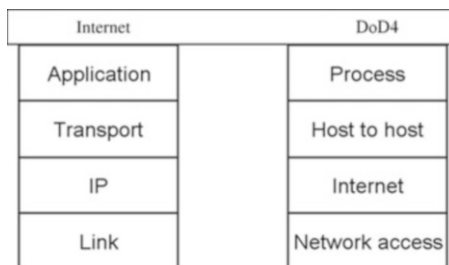 Internet DoD4
Application Process
Transport Host to host
IP Internet
Link Network access